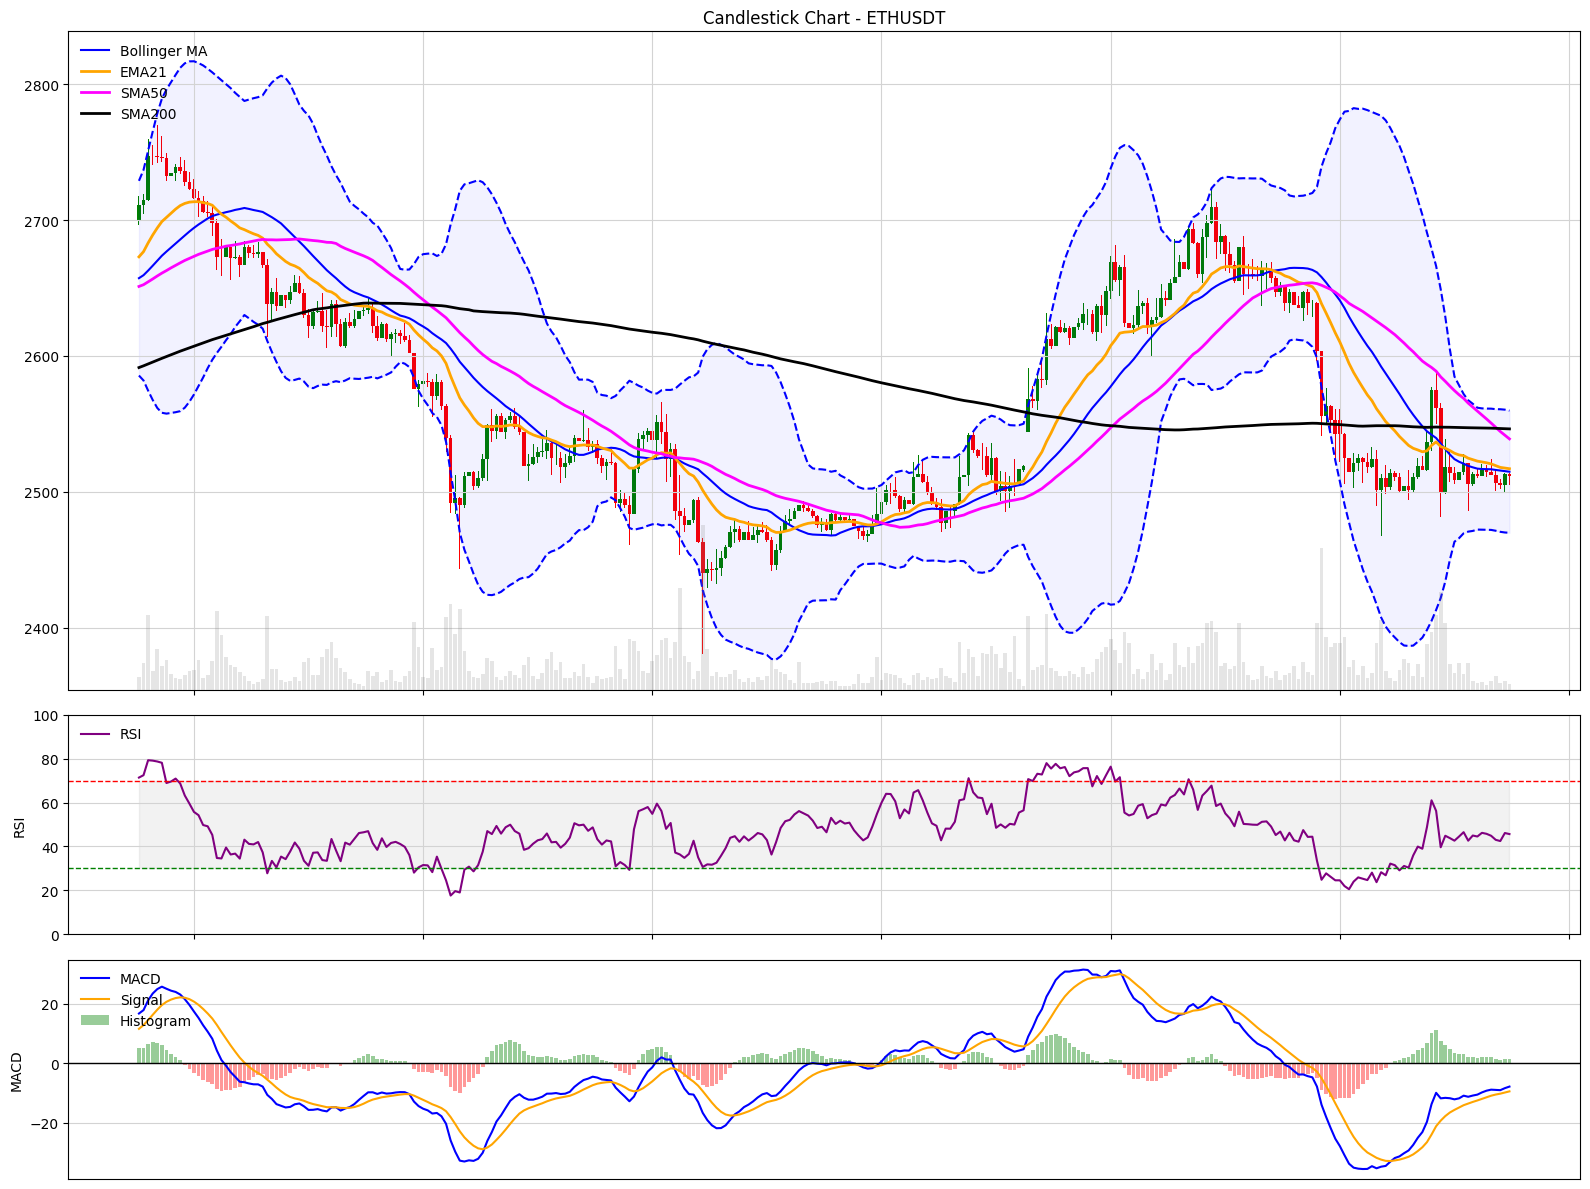 Candlestick Chart - ETHUSDT
Bollinger MA
EMA21
SMA50
SMA200
2800
2700
2600
2500
2400
RSI
100
80
60
40
20
0
RSI
MACD
Signal
Histogram
20
0
−20
MACD